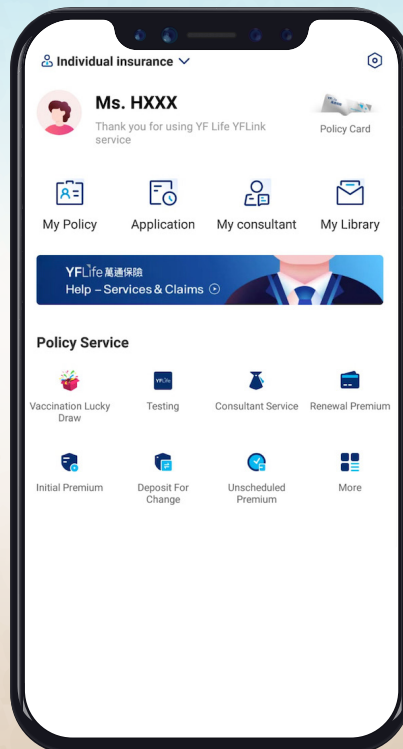 Individual insurance
Ms. HXXX
Thank you for using YF Life YFLink
service
Policy Card
My Policy
Application
My consultant
My Library
YFLife 萬通保險
Help – Services & Claims
Policy Service
Vaccination Lucky
Draw
Testing
Consultant Service
Renewal Premium
Initial Premium
Deposit For
Change
Unscheduled
Premium
More